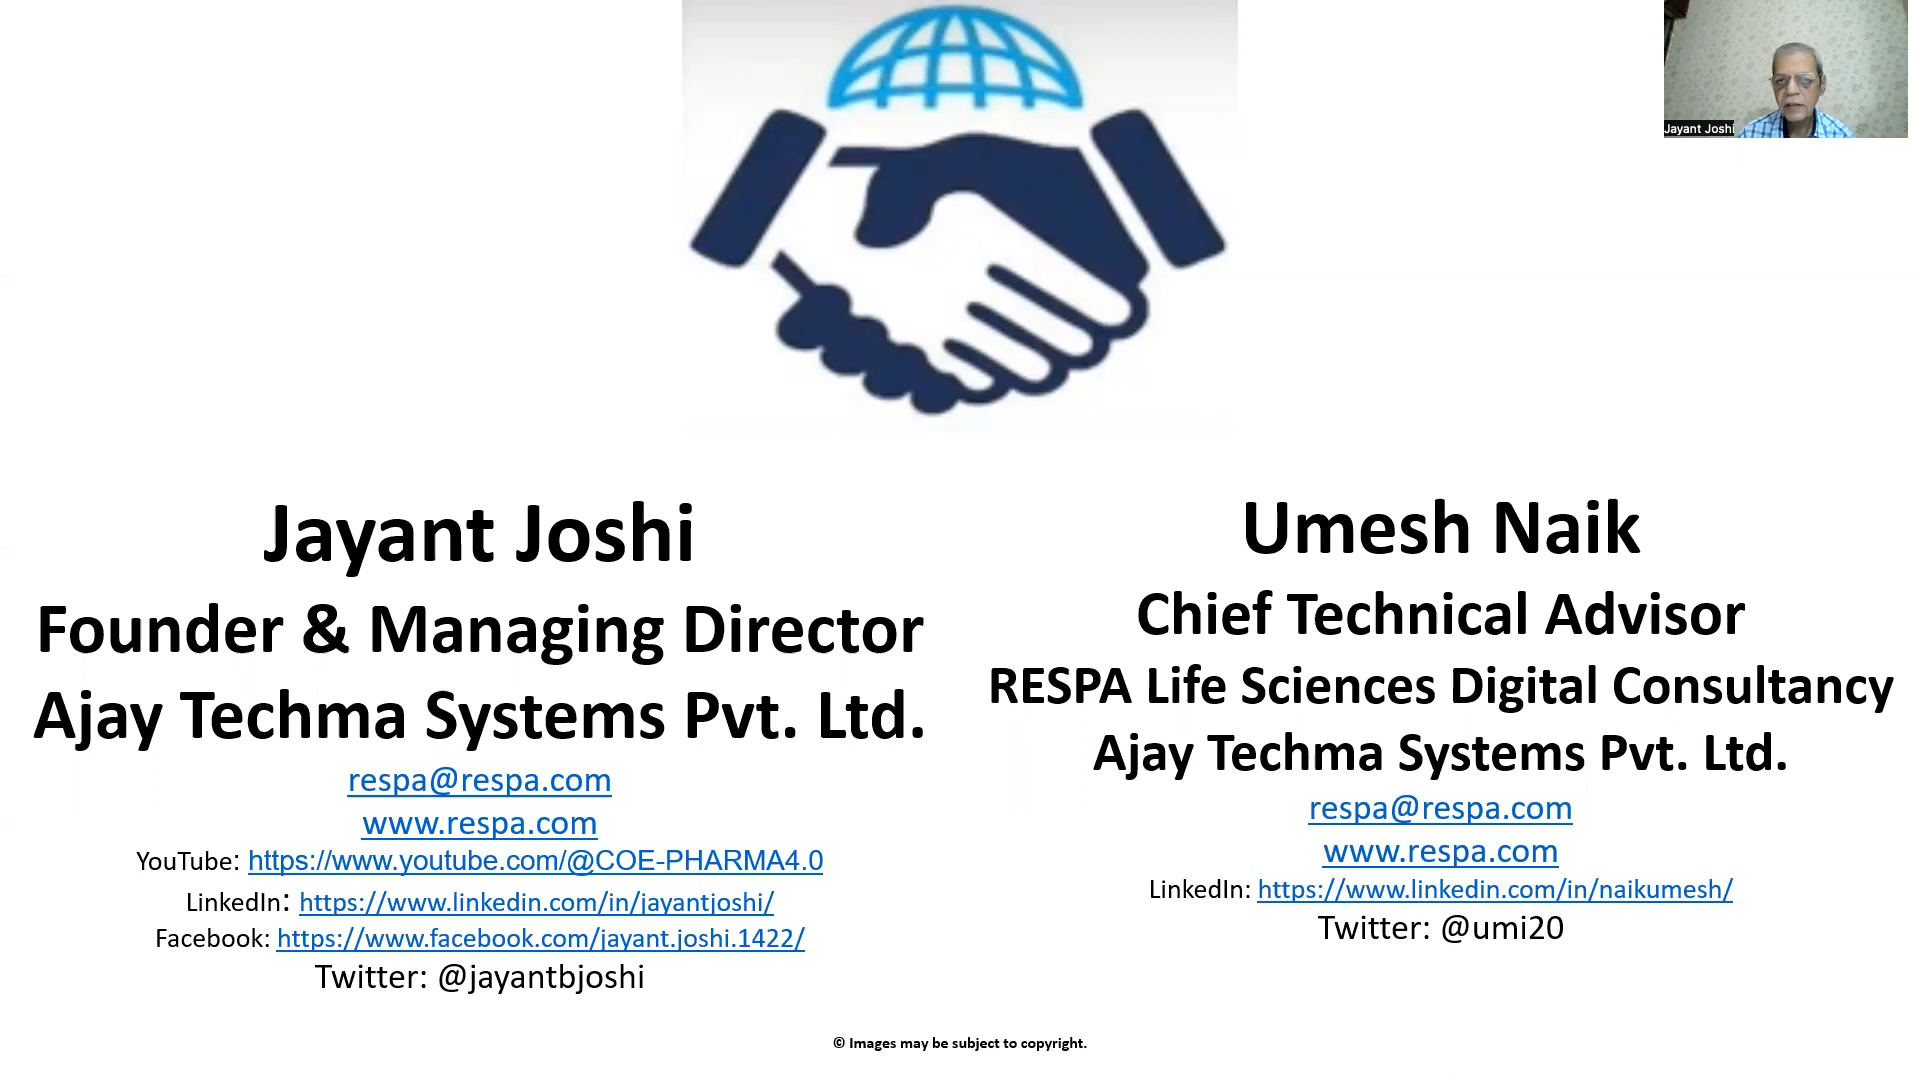 Jayant Joshi
Jayant Joshi
Founder & Managing Director
Ajay Techma Systems Pvt. Ltd.
respa@respa.com
www.respa.com
YouTube: https://www.youtube.com/@COE-PHARMA4.0
LinkedIn: https://www.linkedin.com/in/jayantjoshi/
Facebook: https://www.facebook.com/jayant.joshi.1422/
Twitter: @jayantbjoshi
Umesh Naik
Chief Technical Advisor
RESPA Life Sciences Digital Consultancy
Ajay Techma Systems Pvt. Ltd.
respa@respa.com
www.respa.com
LinkedIn: https://www.linkedin.com/in/naikumesh/
Twitter: @umi20
© Images may be subject to copyright.